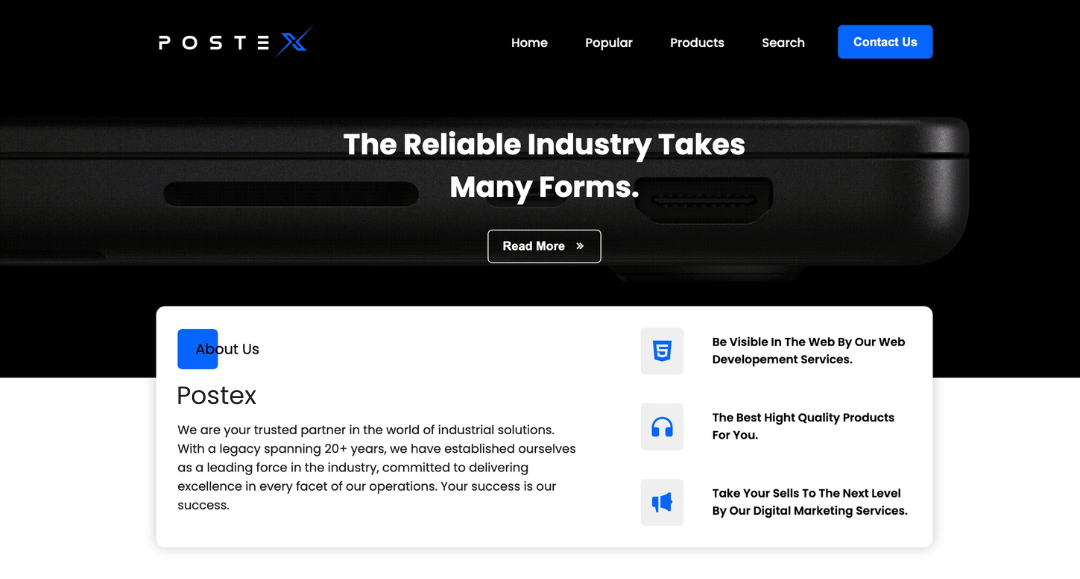 POSTEX
Home Popular Products Search Contact Us
The Reliable Industry Takes
Many Forms.
Read More »
About Us
Postex
We are your trusted partner in the world of industrial solutions.
With a legacy spanning 20+ years, we have established ourselves
as a leading force in the industry, committed to delivering
excellence in every facet of our operations. Your success is our
success.
Be Visible In The Web By Our Web
Developement Services.
The Best Hight Quality Products
For You.
Take Your Sells To The Next Level
By Our Digital Marketing Services.